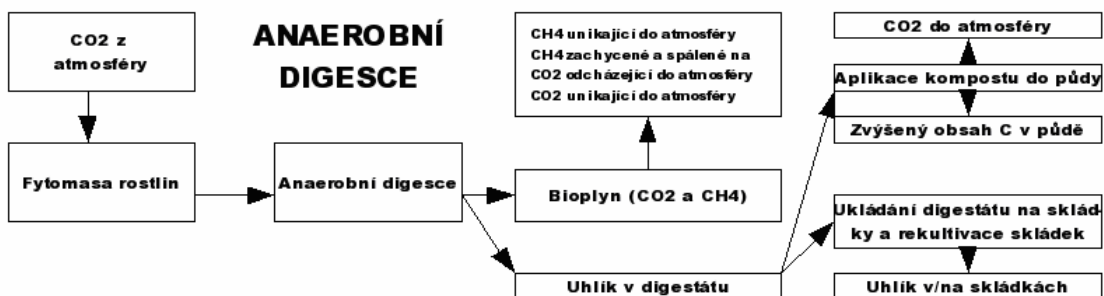 CO2 z
atmosféry
ANAEROBNÍ
DIGESCE
CH4 unikající do atmosféry
CH4 zachycené a spálené na
CO2 odcházející do atmosféry
CO2 unikající do atmosféry
CO2 do atmosféry
Aplikace kompostu do půdy
Zvýšený obsah C v půdě
Fytomasa rostlin
Anaerobní digesce
Bioplyn (CO2 a CH4)
Ukládání digestátu na sklád-
ky a rekultivace skládek
Uhlík v digestátu
Uhlík v/na skládkách